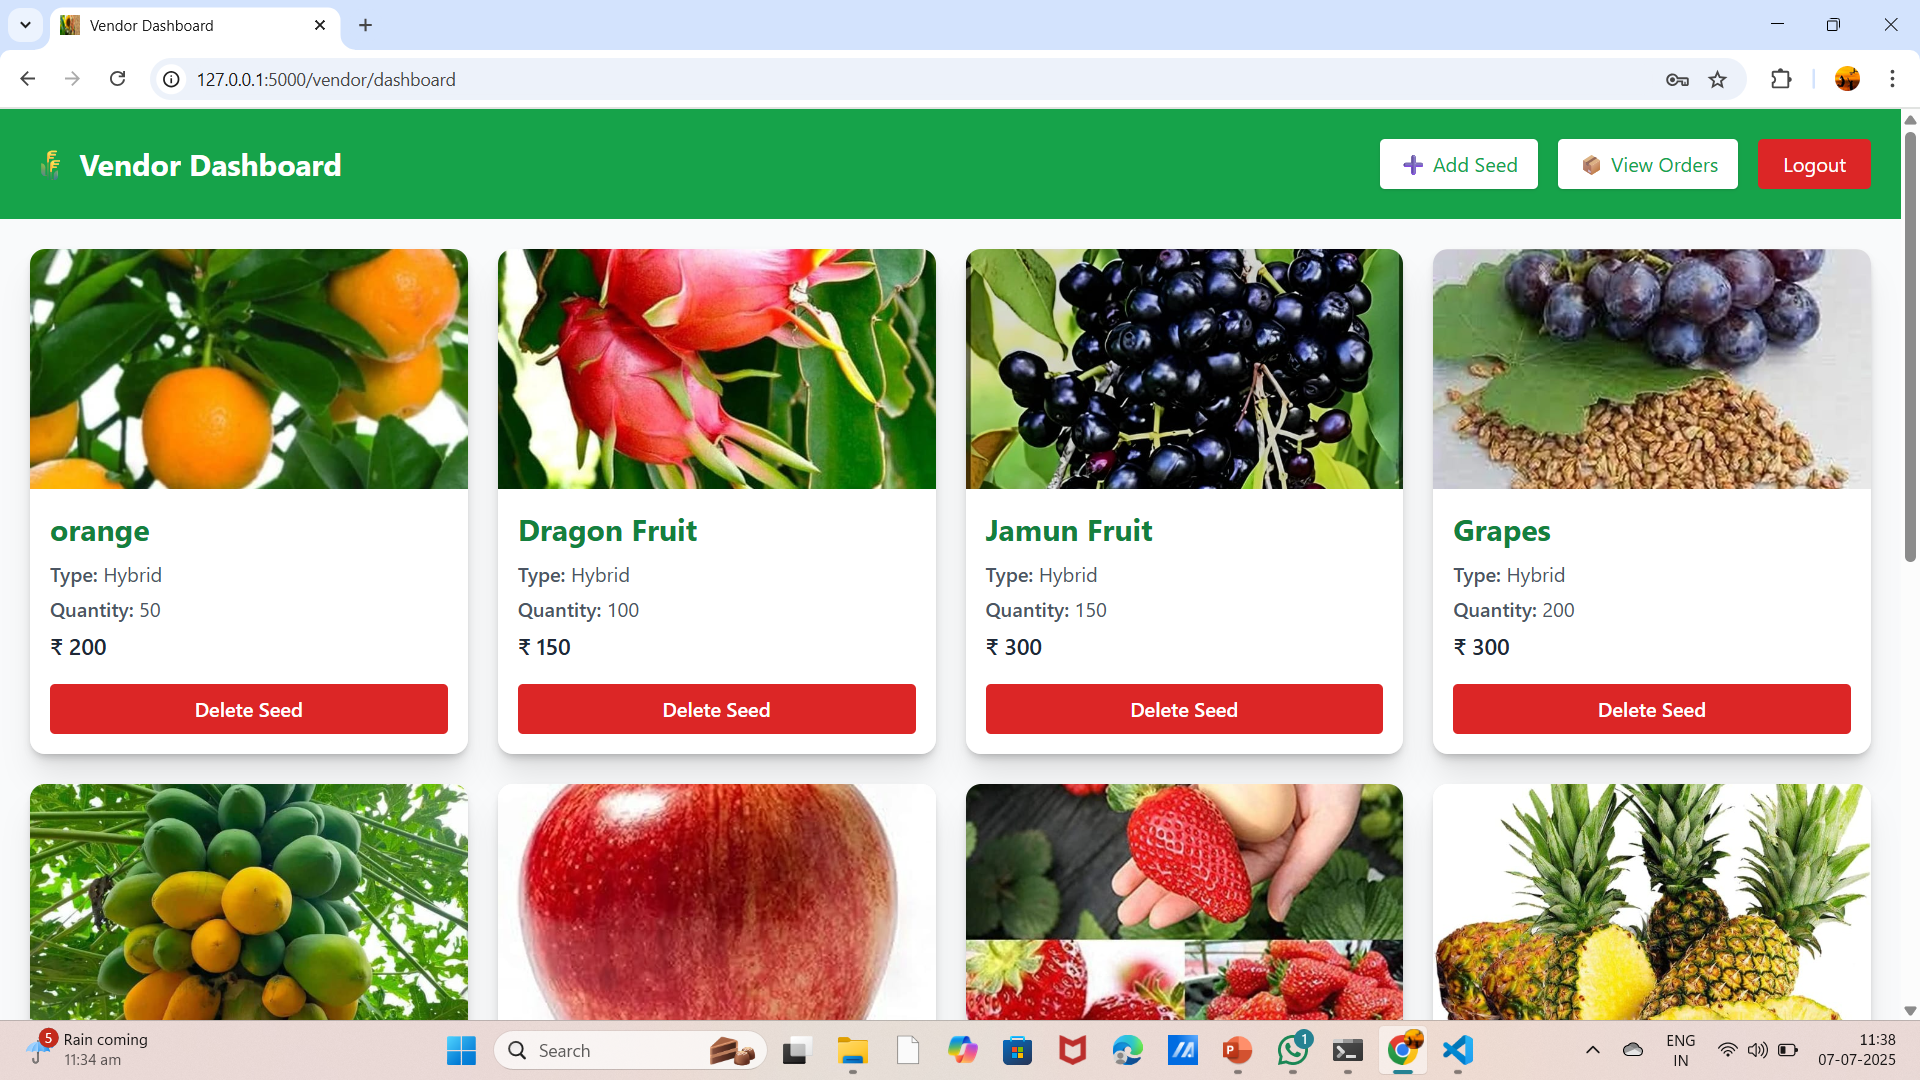 Vendor Dashboard
127.0.0.1:5000/vendor/dashboard
Vendor Dashboard
Add Seed
View Orders
Logout
orange
Type: Hybrid
Quantity: 50
₹ 200
Delete Seed
Dragon Fruit
Type: Hybrid
Quantity: 100
₹ 150
Delete Seed
Jamun Fruit
Type: Hybrid
Quantity: 150
₹ 300
Delete Seed
Grapes
Type: Hybrid
Quantity: 200
₹ 300
Delete Seed
5
Rain coming
11:34 am
Search
P
1
ENG
IN
11:38
07-07-2025